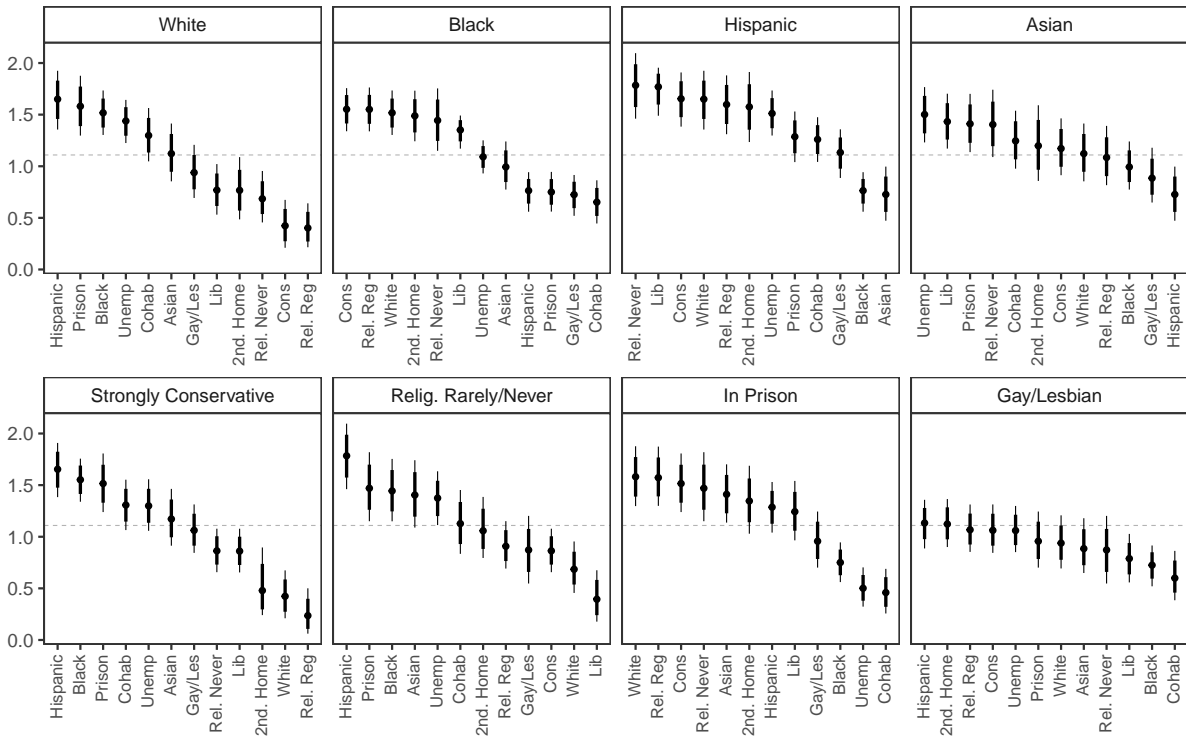 White Black Hispanic Asian
2.0
1.5
1.0
0.5
0.0
Hispanic Prison Black Unemp Cohab Asian Gay/Les Lib 2nd. Home Rel. Never Cons Rel. Reg
Cons Rel. Reg White 2nd. Home Rel. Never Lib Unemp Asian Hispanic Prison Gay/Les Cohab
Rel. Never Lib Cons White Rel. Reg 2nd. Home Unemp Prison Cohab Gay/Les Black Asian
Unemp Lib Prison Rel. Never Cohab 2nd. Home Cons White Rel. Reg Black Gay/Les Hispanic
Strongly Conservative Relig. Rarely/Never In Prison Gay/Lesbian
2.0
1.5
1.0
0.5
0.0
Hispanic Black Prison Cohab Unemp Asian Gay/Les Rel. Never Lib 2nd. Home White Rel. Reg
Hispanic Prison Black Asian Unemp Cohab 2nd. Home Rel. Reg Gay/Les Cons White Lib
White Rel. Reg Cons Rel. Never Asian 2nd. Home Hispanic Lib Gay/Les Black Unemp Cohab
Hispanic 2nd. Home Rel. Reg Cons Unemp Prison White Asian Rel. Never Lib Black Cohab